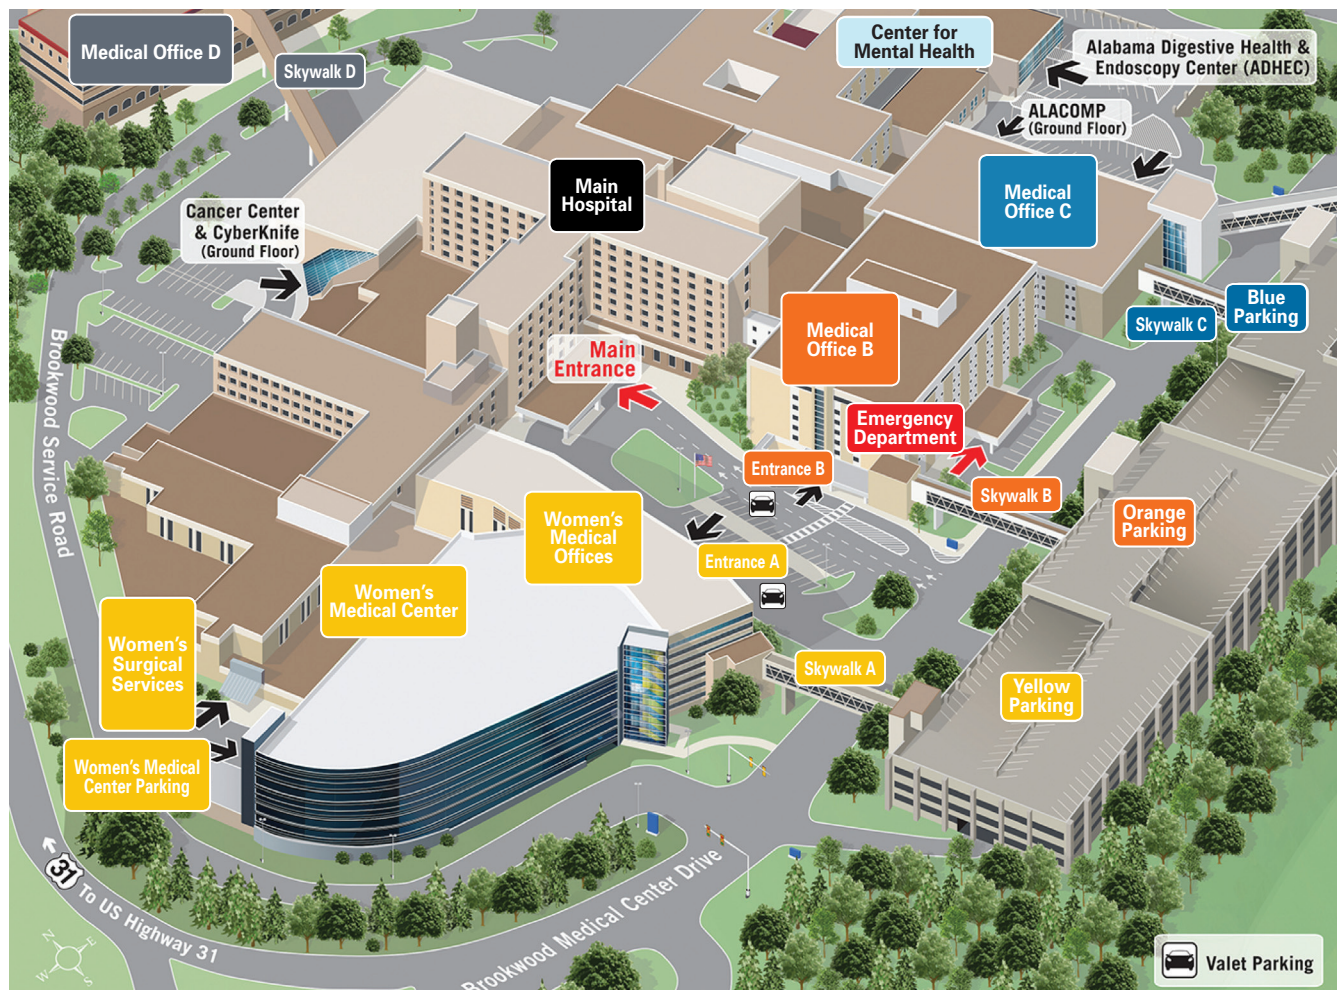 Medical Office D
Skywalk D
Center for
Mental Health
Alabama Digestive Health &
Endoscopy Center (ADHEC)
ALACOMP
(Ground Floor)
Main
Hospital
Medical
Office C
Cancer Center
& CyberKnife
(Ground Floor)
Blue
Parking
Skywalk C
Medical
Office B
Main
Entrance
Emergency
Department
Entrance B
Skywalk B
Orange
Parking
Women's
Medical
Offices
Entrance A
Women's
Medical Center
Women's
Surgical
Services
Skywalk A
Yellow
Parking
Women's Medical
Center Parking
Brookwood Service Road
31
To US Highway 31
Brookwood Medical Center Drive
N
E
W
S
Valet Parking